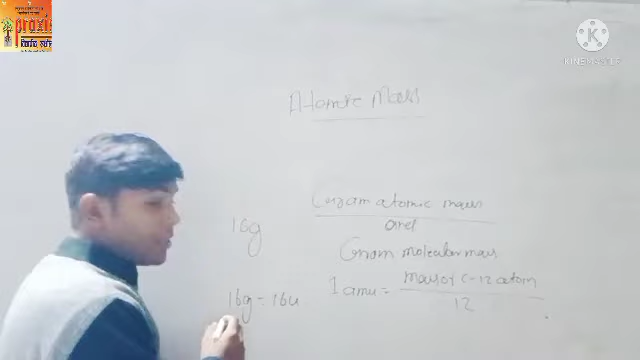 Atomic Mass
Gram atomic mass
and
Gram molecular mass
16g
1 amu = mass of C-12 atom
12
16g = 16u
K
KINEMASTER